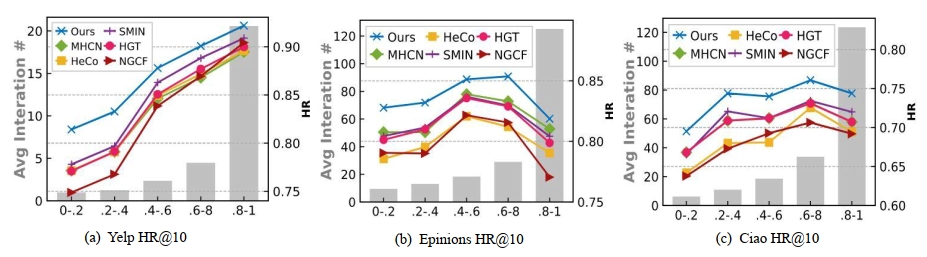 Avg Interation #
20
15
10
5
0
Ours
SMIN
MHCN
HGT
HeCo
NGCF
0.90
0.85
0.80
0.75
HR
0-.2
.2-.4
.4-.6
.6-8
.8-1
(a) Yelp HR@10
Avg Interation #
120
100
80
60
40
20
0
Ours
HeCo
HGT
MHCN
SMIN
NGCF
0.85
0.80
0.75
HR
0-.2
.2-.4
.4-.6
.6-8
.8-1
(b) Epinions HR@10
Avg Interation #
120
100
80
60
40
20
0
Ours
HeCo
HGT
MHCN
SMIN
NGCF
0.80
0.75
0.70
0.65
0.60
HR
0-.2
.2-.4
.4-.6
.6-8
.8-1
(c) Ciao HR@10